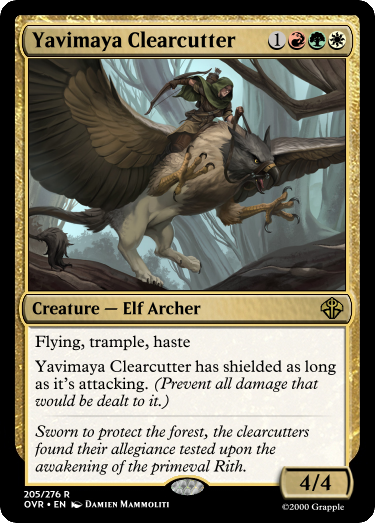 Yavimaya Clearcutter 1
Creature — Elf Archer
Flying, trample, haste
Yavimaya Clearcutter has shielded as long
as it's attacking. (Prevent all damage that
would be dealt to it.)
Sworn to protect the forest, the clearcutters
found their allegiance tested upon the
awakening of the primeval Rith.
4/4
205/276 R
OVR • EN Damien Mammoliti
©2000 Grapple